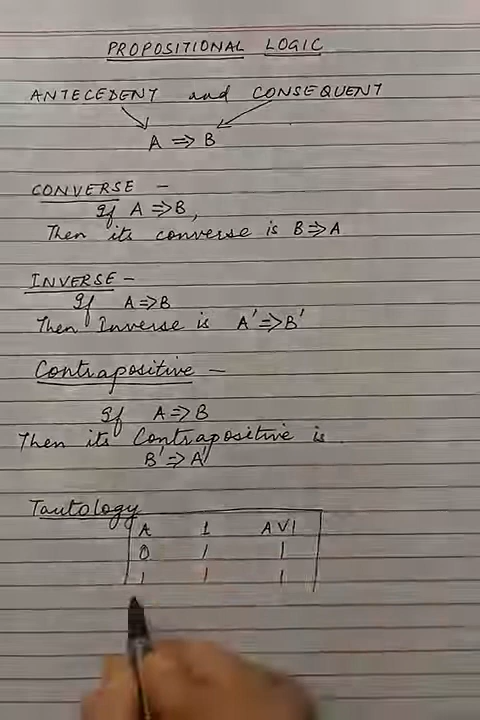 PROPOSITIONAL LOGIC
ANTECEDENT and CONSEQUENT
A ⇒ B
CONVERSE -
If A ⇒ B,
Then its converse is B ⇒ A
INVERSE -
If A ⇒ B
Then Inverse is A' ⇒ B'
Contrapositive -
If A ⇒ B
Then its Contrapositive is
B' ⇒ A'
Tautology
A 1 A V 1
0 1 1
1 1 1